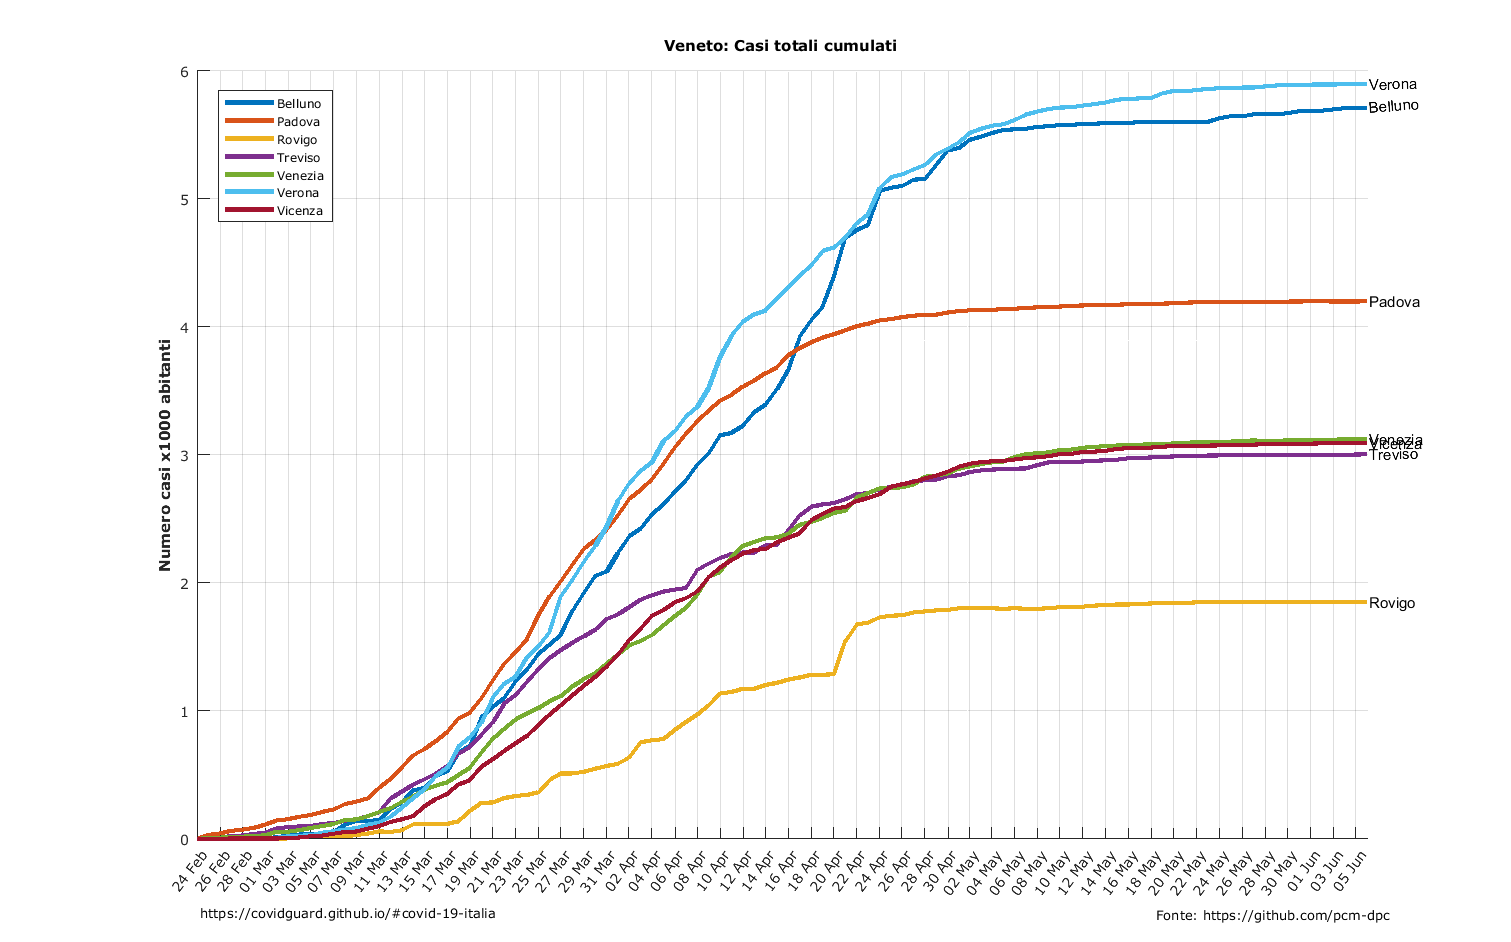 Veneto: Casi totali cumulati
6
5
4
3
2
1
0
Numero casi x1000 abitanti
Belluno
Padova
Rovigo
Treviso
Venezia
Verona
Vicenza
Verona
Belluno
Padova
Venezia
Vicenza
Treviso
Rovigo
24 Feb
26 Feb
28 Feb
01 Mar
03 Mar
05 Mar
07 Mar
09 Mar
11 Mar
13 Mar
15 Mar
17 Mar
19 Mar
21 Mar
23 Mar
25 Mar
27 Mar
29 Mar
31 Mar
02 Apr
04 Apr
06 Apr
08 Apr
10 Apr
12 Apr
14 Apr
16 Apr
18 Apr
20 Apr
22 Apr
24 Apr
26 Apr
28 Apr
30 Apr
02 May
04 May
06 May
08 May
10 May
12 May
14 May
16 May
18 May
20 May
22 May
24 May
26 May
28 May
30 May
01 Jun
03 Jun
05 Jun
https://covidguard.github.io/#covid-19-italia
Fonte: https://github.com/pcm-dpc